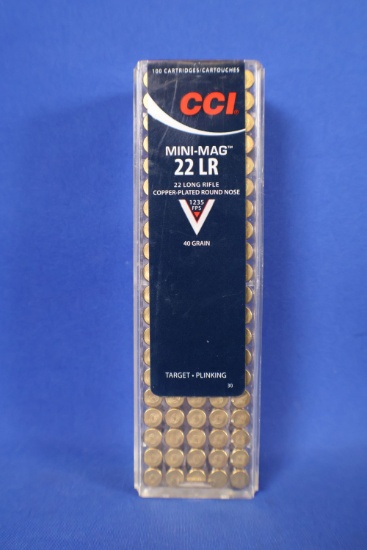 100 CARTRIDGES/CARTOUCHES
CCI
MINI-MAG™
22 LR
22 LONG RIFLE
COPPER-PLATED ROUND NOSE
1235
FPS
40 GRAIN
TARGET • PLINKING
30